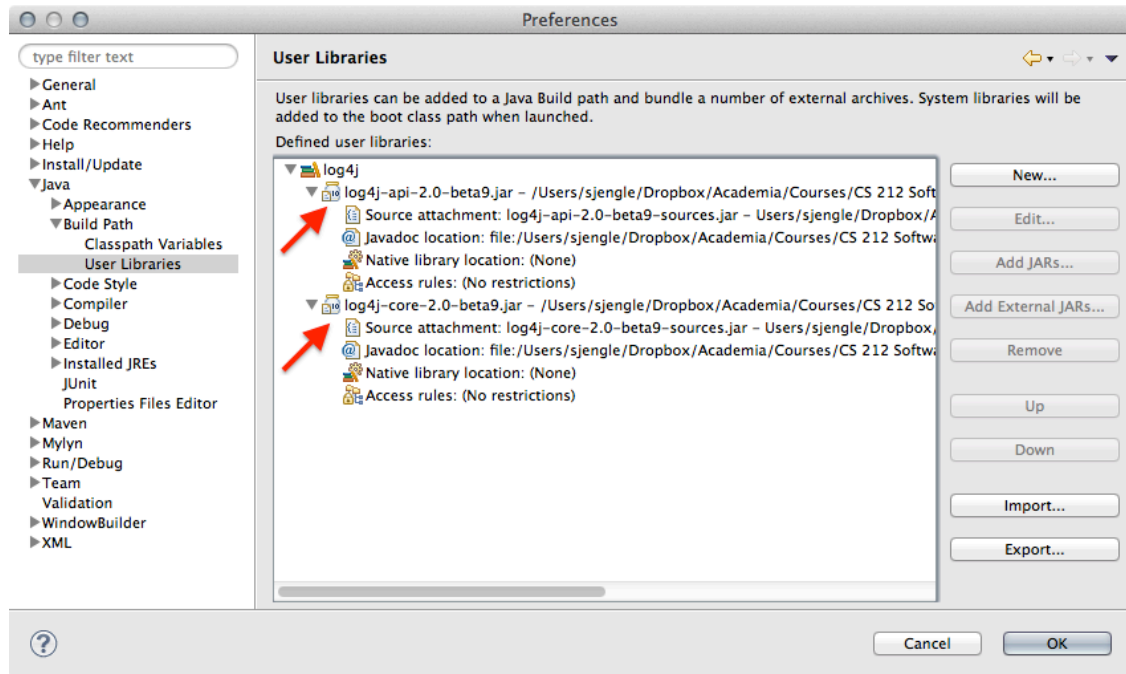 Preferences
type filter text
General
Ant
Code Recommenders
Help
Install/Update
Java
Appearance
Build Path
Classpath Variables
User Libraries
Code Style
Compiler
Debug
Editor
Installed JREs
JUnit
Properties Files Editor
Maven
Mylyn
Run/Debug
Team
Validation
WindowBuilder
XML
User Libraries
User libraries can be added to a Java Build path and bundle a number of external archives. System libraries will be
added to the boot class path when launched.
Defined user libraries:
log4j
log4j-api-2.0-beta9.jar - /Users/sjengle/Dropbox/Academia/Courses/CS 212 Soft
Source attachment: log4j-api-2.0-beta9-sources.jar - Users/sjengle/Dropbox/A
Javadoc location: file:/Users/sjengle/Dropbox/Academia/Courses/CS 212 Softwa
Native library location: (None)
Access rules: (No restrictions)
log4j-core-2.0-beta9.jar - /Users/sjengle/Dropbox/Academia/Courses/CS 212 So
Source attachment: log4j-core-2.0-beta9-sources.jar - Users/sjengle/Dropbox/
Javadoc location: file:/Users/sjengle/Dropbox/Academia/Courses/CS 212 Softwa
Native library location: (None)
Access rules: (No restrictions)
New...
Edit...
Add JARs...
Add External JARs...
Remove
Up
Down
Import...
Export...
?
Cancel
OK